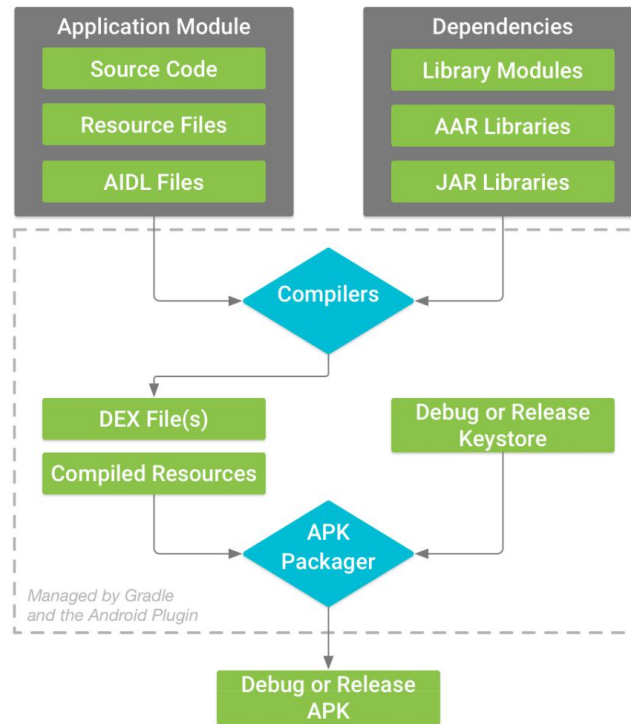 Application Module
Source Code
Resource Files
AIDL Files
Dependencies
Library Modules
AAR Libraries
JAR Libraries
Compilers
DEX File(s)
Compiled Resources
Debug or Release
Keystore
APK
Packager
Managed by Gradle
and the Android Plugin
Debug or Release
APK